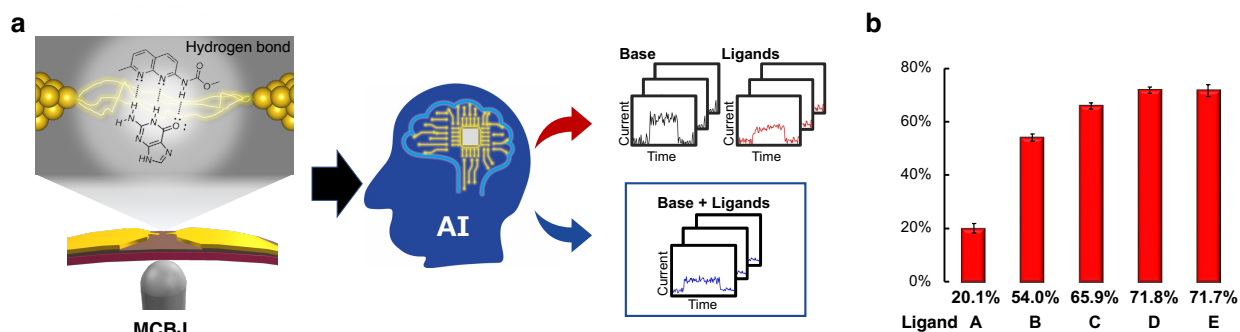 a
Hydrogen bond
N
N
N
H
O
O
H
H
H
H
N
N
O
N
N
HN
MCBJ
AI
Base
Ligands
Current
Time
Current
Time
Base + Ligands
Current
Time
b
80%
60%
40%
20%
0%
20.1% 54.0% 65.9% 71.8% 71.7%
Ligand A B C D E